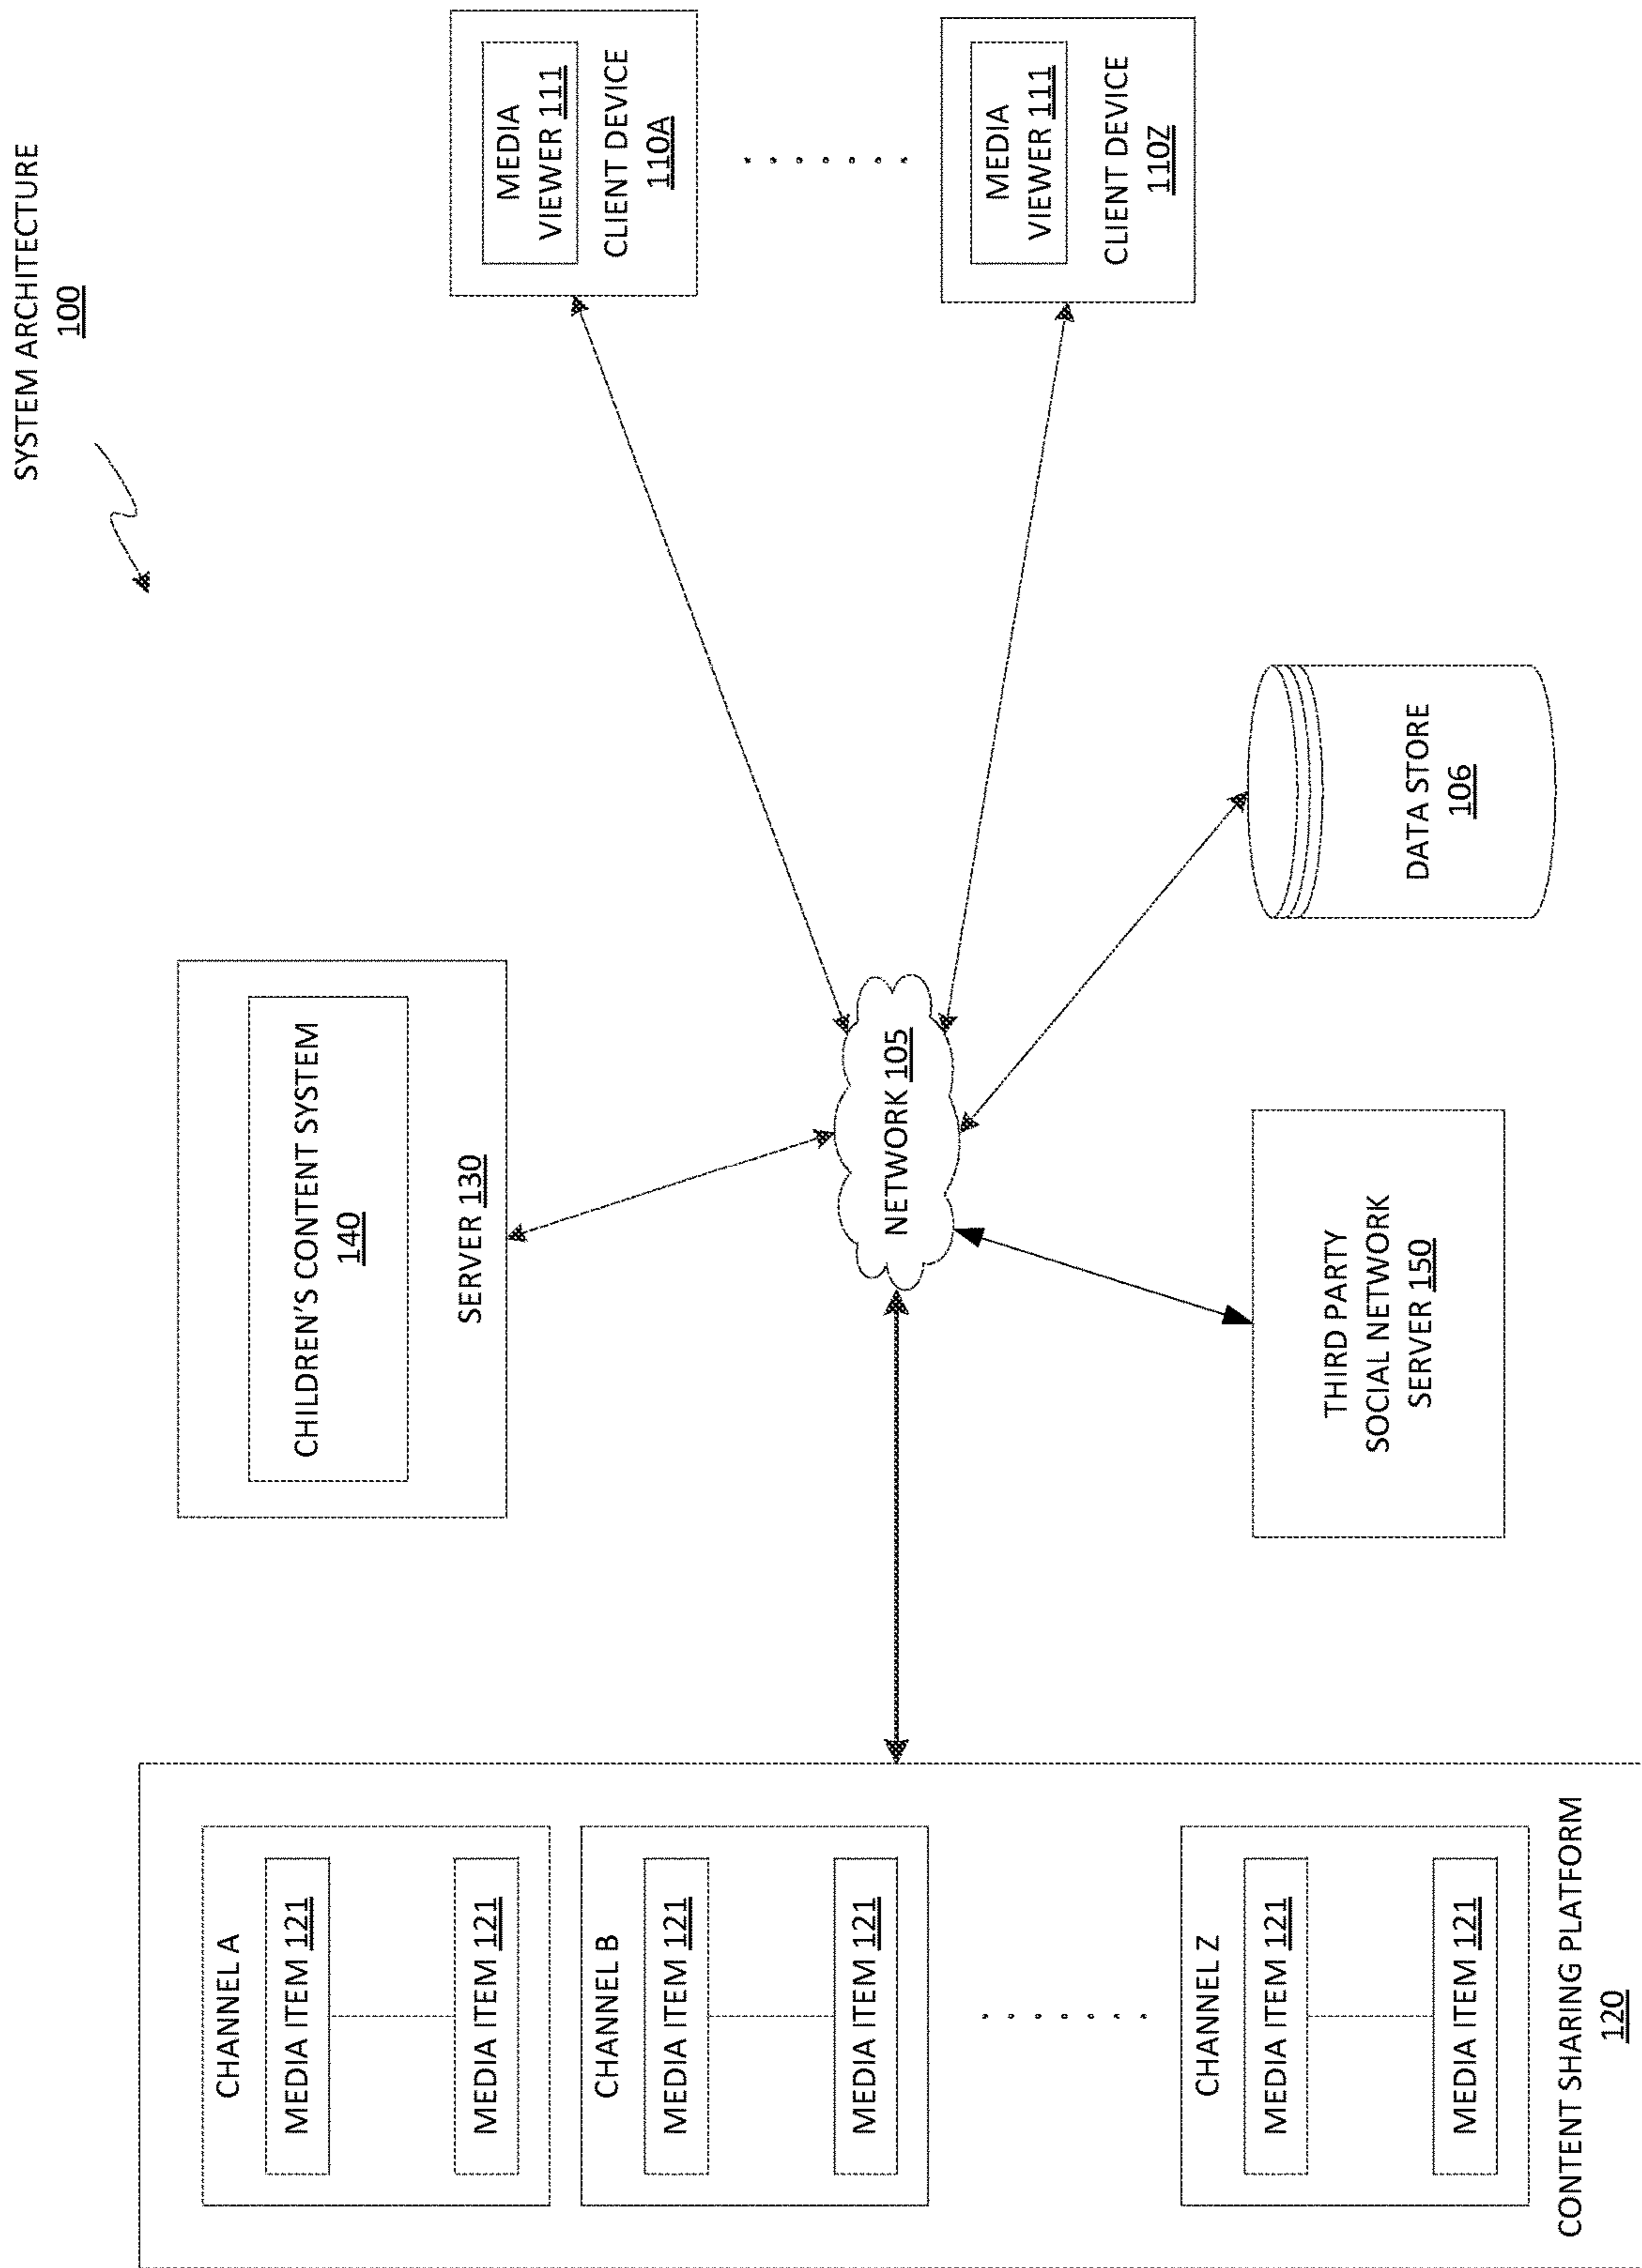 SYSTEM ARCHITECTURE
100
CHANNEL A
MEDIA ITEM 121
MEDIA ITEM 121
CHANNEL B
MEDIA ITEM 121
MEDIA ITEM 121
CHANNEL Z
MEDIA ITEM 121
MEDIA ITEM 121
CONTENT SHARING PLATFORM
120
CHILDREN'S CONTENT SYSTEM
140
SERVER 130
NETWORK 105
THIRD PARTY
SOCIAL NETWORK
SERVER 150
DATA STORE
106
MEDIA
VIEWER 111
CLIENT DEVICE
110A
MEDIA
VIEWER 111
CLIENT DEVICE
110Z